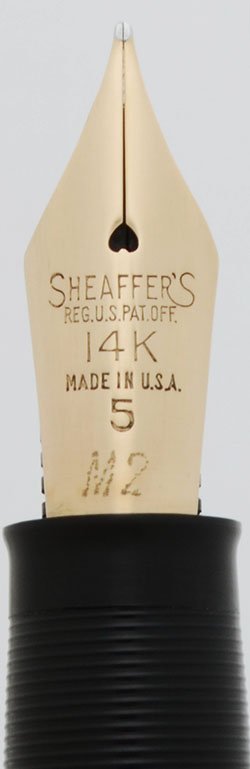 SHEAFFER'S
REG.U.S.PAT.OFF.
14K
MADE IN U.S.A.
5
M2